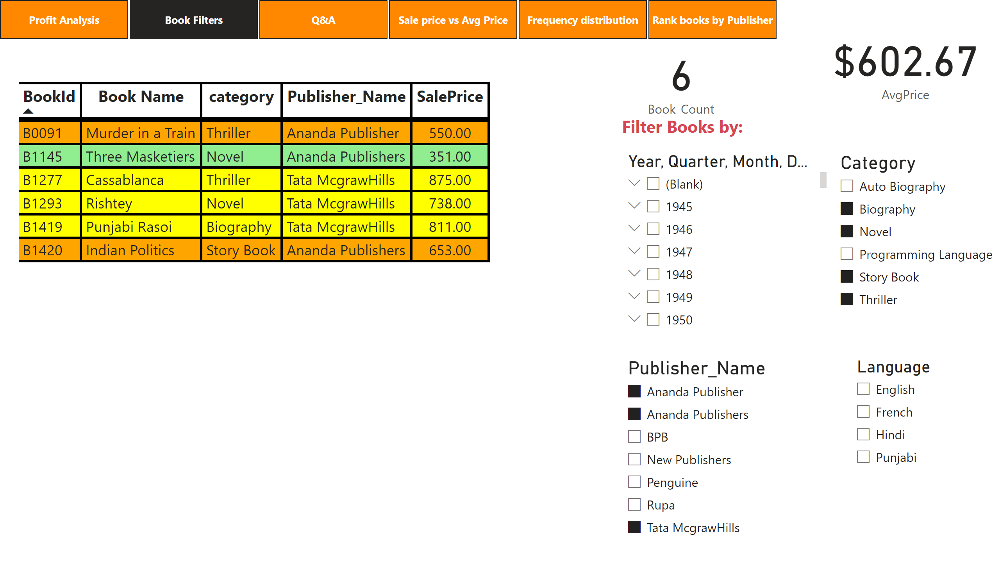 Profit Analysis Book Filters Q&A Sale price vs Avg Price Frequency distribution Rank books by Publisher
6
Book Count
$602.67
AvgPrice
BookId Book Name category Publisher_Name SalePrice
B0091 Murder in a Train Thriller Ananda Publisher 550.00
B1145 Three Masketiers Novel Ananda Publishers 351.00
B1277 Cassablanca Thriller Tata McgrawHills 875.00
B1293 Rishtey Novel Tata McgrawHills 738.00
B1419 Punjabi Rasoi Biography Tata McgrawHills 811.00
B1420 Indian Politics Story Book Ananda Publishers 653.00
Filter Books by:
Year, Quarter, Month, D...
(Blank)
1945
1946
1947
1948
1949
1950
Category
Auto Biography
Biography
Novel
Programming Language
Story Book
Thriller
Publisher_Name
Ananda Publisher
Ananda Publishers
BPB
New Publishers
Penguine
Rupa
Tata McgrawHills
Language
English
French
Hindi
Punjabi